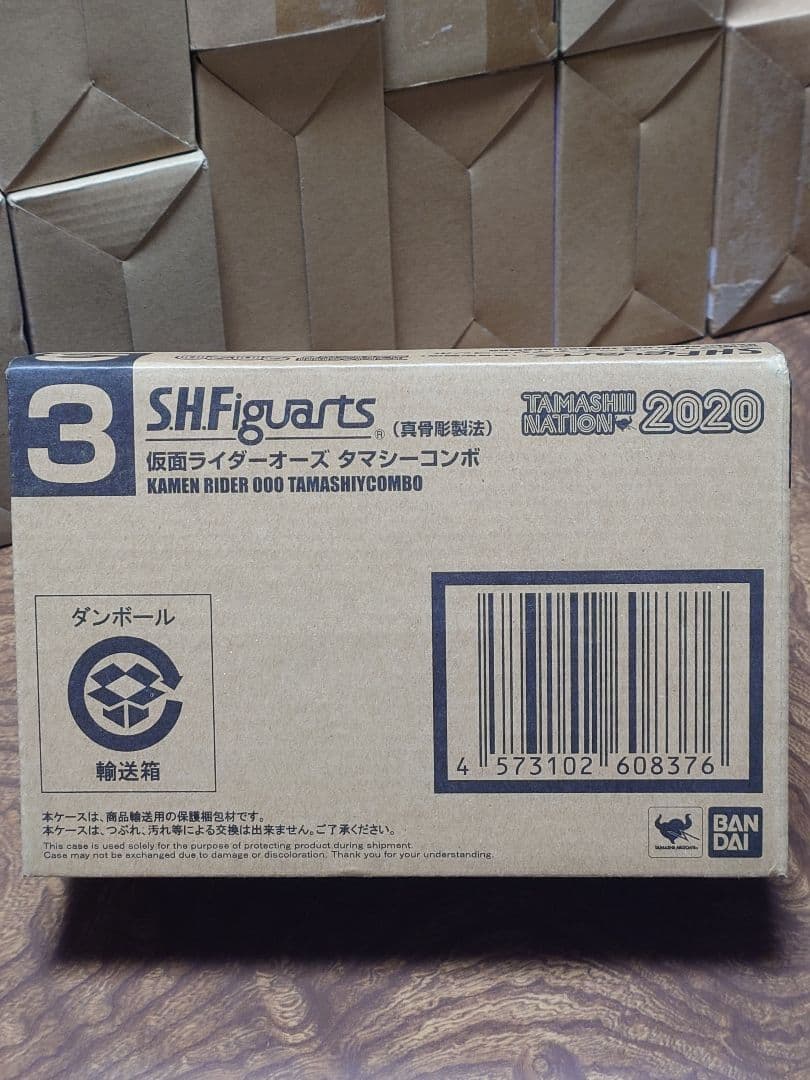 3
S.H.Figuarts ® (真骨彫製法)
TAMASHII NATION 2020
仮面ライダーオーズ タマシーコンボ
KAMEN RIDER OOO TAMASHIYCOMBO
ダンボール
輸送箱
4 573102 608376
本ケースは、商品輸送用の保護梱包材です。
本ケースは、つぶれ、汚れ等による交換は出来ません。ご了承ください。
This case is used solely for the purpose of protecting product during shipment.
Case may not be exchanged due to damage or discoloration. Thank you for your understanding.
TAMASHII NATIONS
BAN
DAI